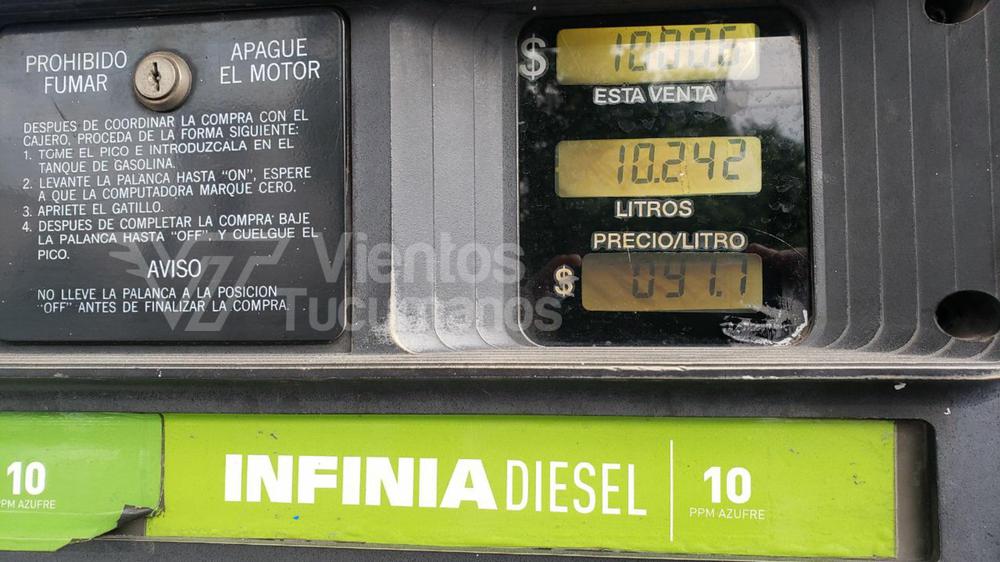 PROHIBIDO FUMAR
APAGUE EL MOTOR
DESPUES DE COORDINAR LA COMPRA CON EL
CAJERO, PROCEDA DE LA FORMA SIGUIENTE:
1. TOME EL PICO E INTRODUZCALA EN EL
TANQUE DE GASOLINA.
2. LEVANTE LA PALANCA HASTA "ON", ESPERE
A QUE LA COMPUTADORA MARQUE CERO.
3. APRIETE EL GATILLO.
4. DESPUES DE COMPLETAR LA COMPRA BAJE
LA PALANCA HASTA "OFF" Y CUELGUE EL
PICO.
AVISO
NO LLEVE LA PALANCA A LA POSICION
"OFF" ANTES DE FINALIZAR LA COMPRA.
$ 1000.6
ESTA VENTA
10.242
LITROS
PRECIO/LITRO
$ 097.7
Vientos
Tucumanos
10
PPM AZUFRE
INFINIA DIESEL
10
PPM AZUFRE